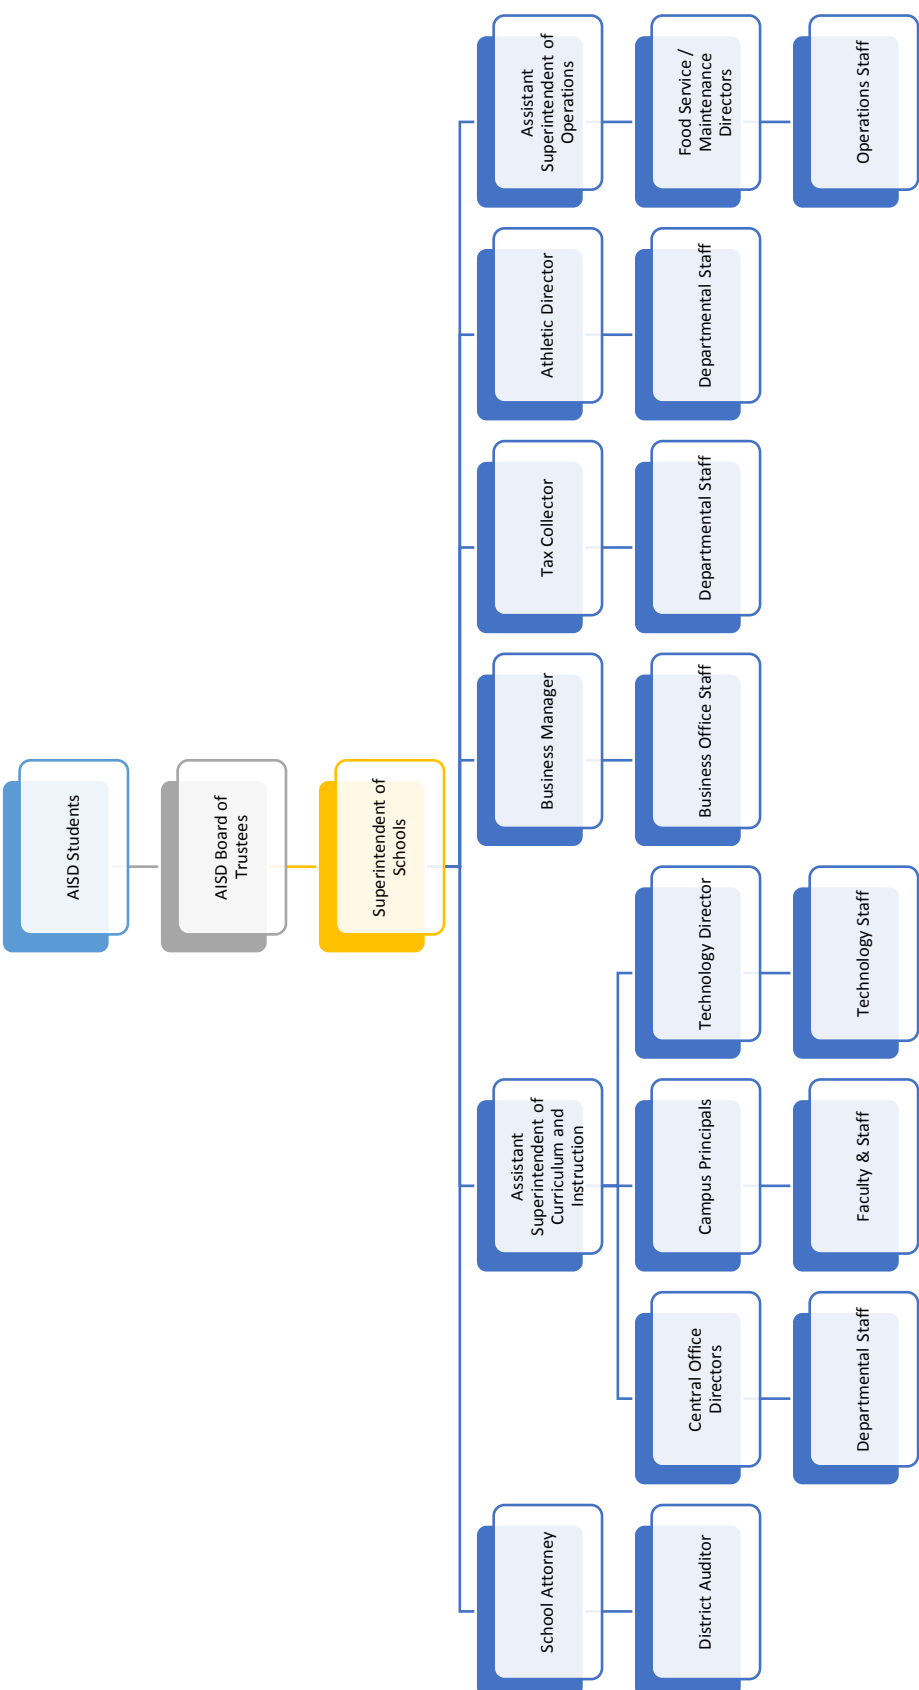 AISD Students
AISD Board of
Trustees
Superintendent of
Schools
School Attorney
Assistant
Superintendent of
Curriculum and
Instruction
Business Manager
Tax Collector
Athletic Director
Assistant
Superintendent of
Operations
District Auditor
Central Office
Directors
Campus Principals
Technology Director
Business Office Staff
Departmental Staff
Departmental Staff
Food Service /
Maintenance
Directors
Departmental Staff
Faculty & Staff
Technology Staff
Operations Staff